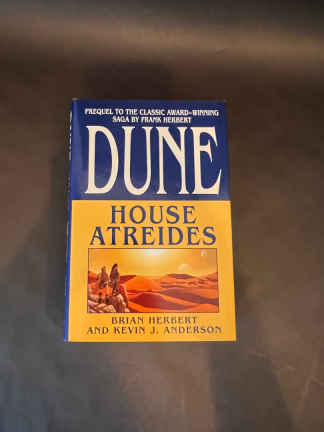 PREQUEL TO THE CLASSIC AWARD-WINNING
SAGA BY FRANK HERBERT
DUNE
HOUSE
ATREIDES
BRIAN HERBERT
AND KEVIN J. ANDERSON